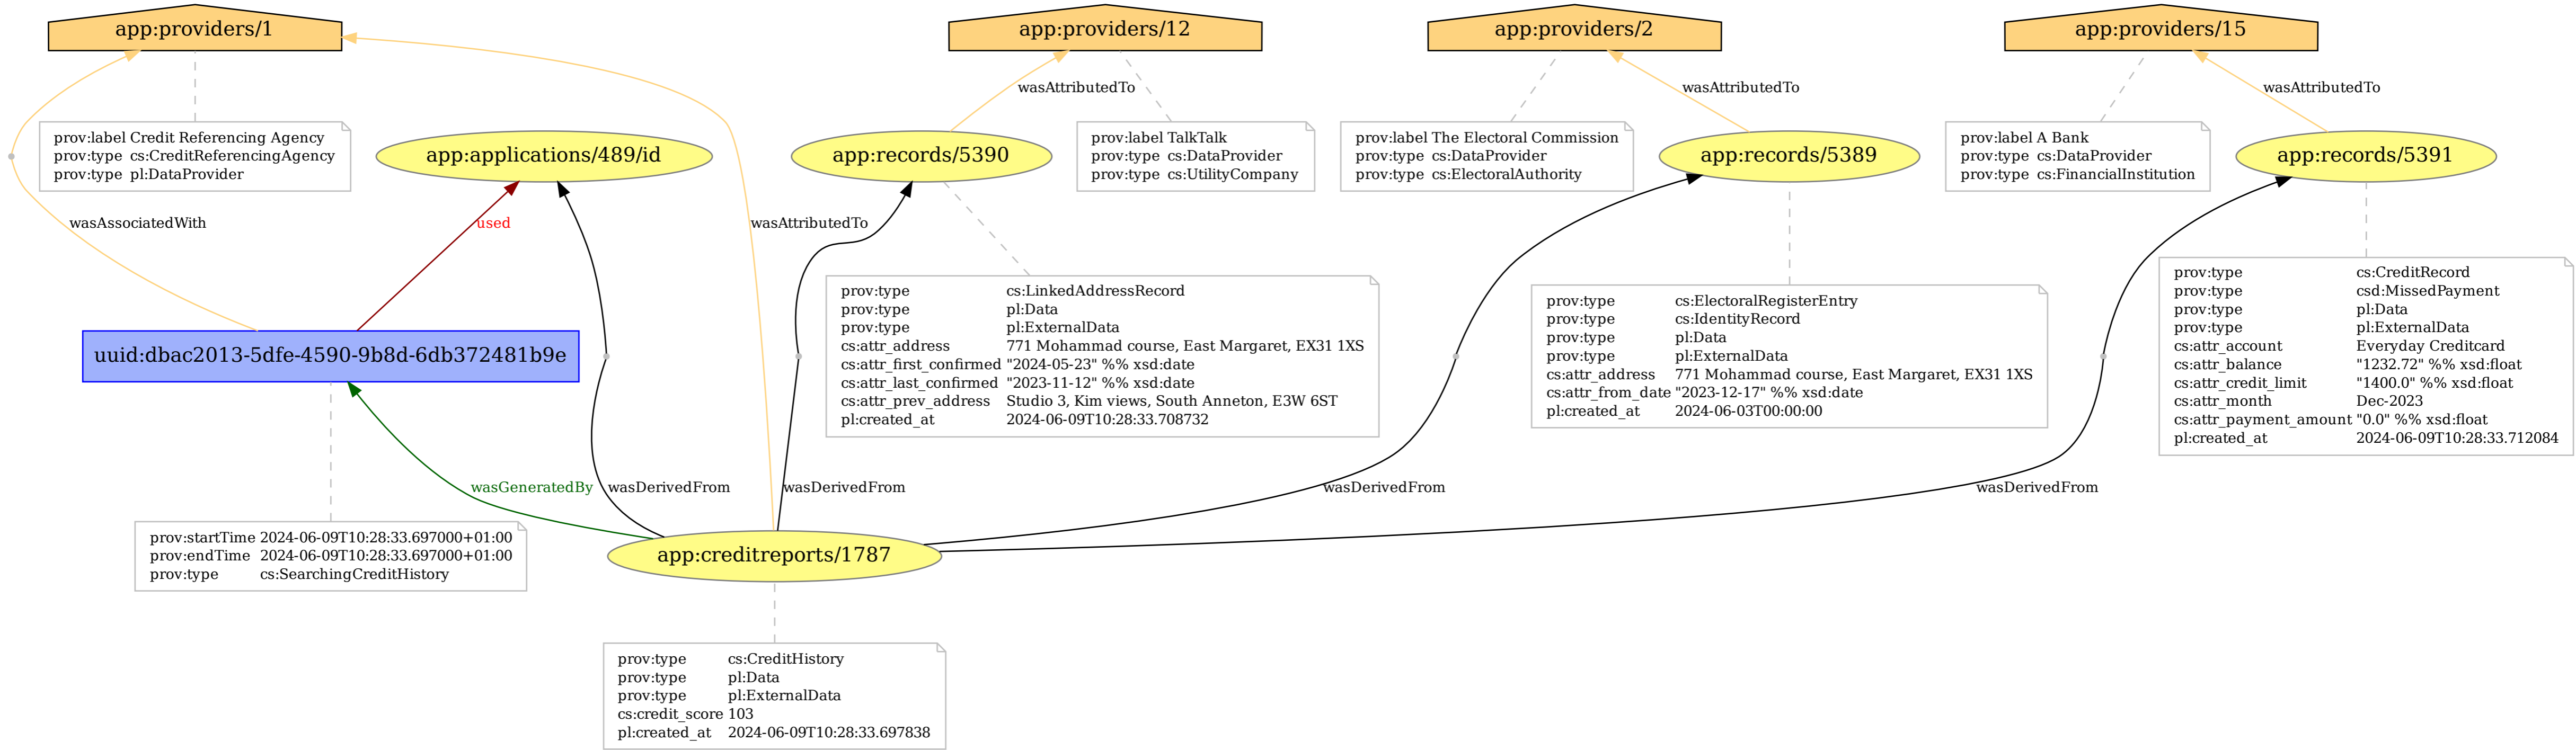 app:providers/1
app:providers/12
app:providers/2
app:providers/15
wasAttributedTo
wasAttributedTo
wasAttributedTo
prov:label Credit Referencing Agency
prov:type cs:CreditReferencingAgency
prov:type pl:DataProvider
app:applications/489/id
app:records/5390
prov:label TalkTalk
prov:type cs:DataProvider
prov:type cs:UtilityCompany
prov:label The Electoral Commission
prov:type cs:DataProvider
prov:type cs:ElectoralAuthority
app:records/5389
prov:label A Bank
prov:type cs:DataProvider
prov:type cs:FinancialInstitution
app:records/5391
wasAssociatedWith
used
wasAttributedTo
uuid:dbac2013-5dfe-4590-9b8d-6db372481b9e
prov:type cs:LinkedAddressRecord
prov:type pl:Data
prov:type pl:ExternalData
cs:attr_address 771 Mohammad course, East Margaret, EX31 1XS
cs:attr_first_confirmed "2024-05-23" %% xsd:date
cs:attr_last_confirmed "2023-11-12" %% xsd:date
cs:attr_prev_address Studio 3, Kim views, South Anneton, E3W 6ST
pl:created_at 2024-06-09T10:28:33.708732
prov:type cs:ElectoralRegisterEntry
prov:type cs:IdentityRecord
prov:type pl:Data
prov:type pl:ExternalData
cs:attr_address 771 Mohammad course, East Margaret, EX31 1XS
cs:attr_from_date "2023-12-17" %% xsd:date
pl:created_at 2024-06-03T00:00:00
prov:type cs:CreditRecord
prov:type csd:MissedPayment
prov:type pl:Data
prov:type pl:ExternalData
cs:attr_account Everyday Creditcard
cs:attr_balance "1232.72" %% xsd:float
cs:attr_credit_limit "1400.0" %% xsd:float
cs:attr_month Dec-2023
cs:attr_payment_amount "0.0" %% xsd:float
pl:created_at 2024-06-09T10:28:33.712084
wasGeneratedBy
wasDerivedFrom
wasDerivedFrom
wasDerivedFrom
wasDerivedFrom
prov:startTime 2024-06-09T10:28:33.697000+01:00
prov:endTime 2024-06-09T10:28:33.697000+01:00
prov:type cs:SearchingCreditHistory
app:creditreports/1787
prov:type cs:CreditHistory
prov:type pl:Data
prov:type pl:ExternalData
cs:credit_score 103
pl:created_at 2024-06-09T10:28:33.697838